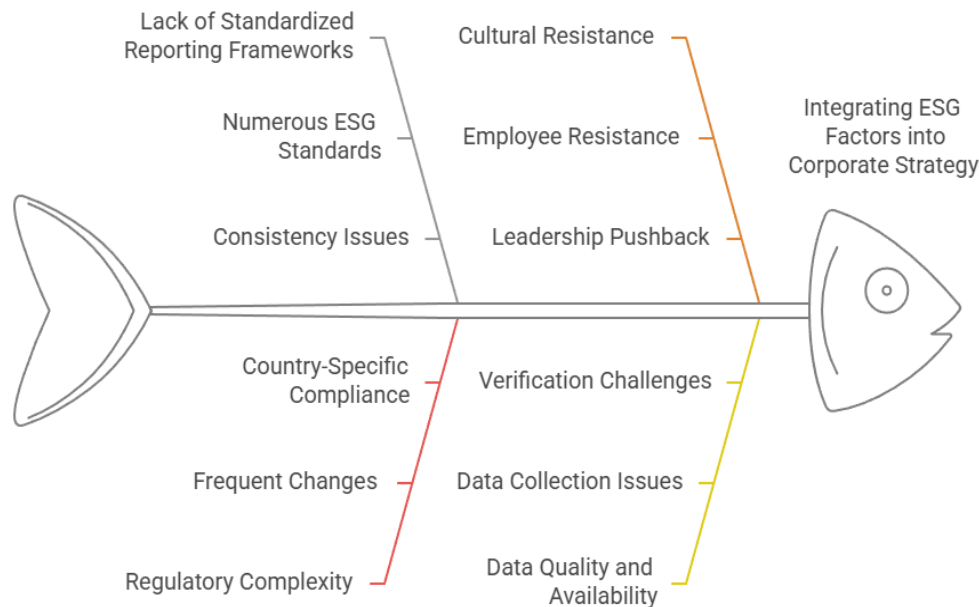 Lack of Standardized
Reporting Frameworks
Numerous ESG
Standards
Consistency Issues
Cultural Resistance
Employee Resistance
Leadership Pushback
Integrating ESG
Factors into
Corporate Strategy
Country-Specific
Compliance
Frequent Changes
Regulatory Complexity
Verification Challenges
Data Collection Issues
Data Quality and
Availability